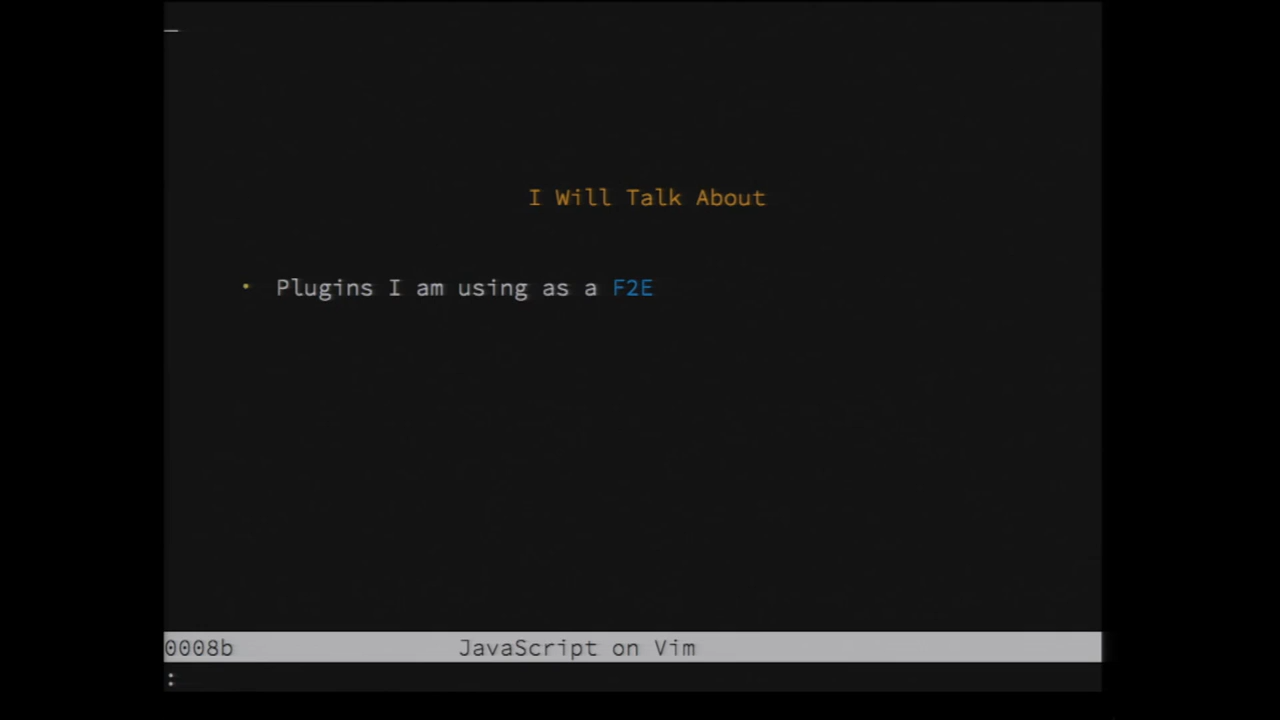 I Will Talk About
• Plugins I am using as a F2E
0008b JavaScript on Vim
: